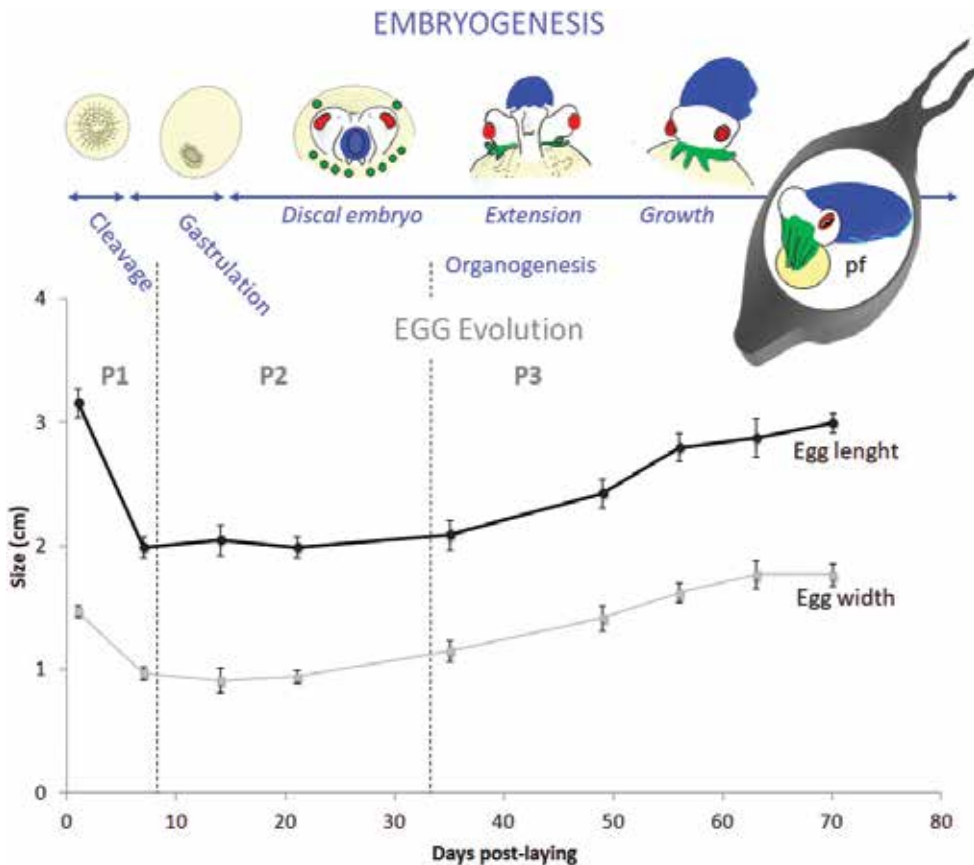 EMBRYOGENESIS
Cleavage
Gastrulation
Discal embryo
Extension
Growth
Organogenesis
pf
EGG Evolution
P1
P2
P3
Egg lenght
Egg width
Size (cm)
4
3
2
1
0
0 10 20 30 40 50 60 70 80
Days post-laying